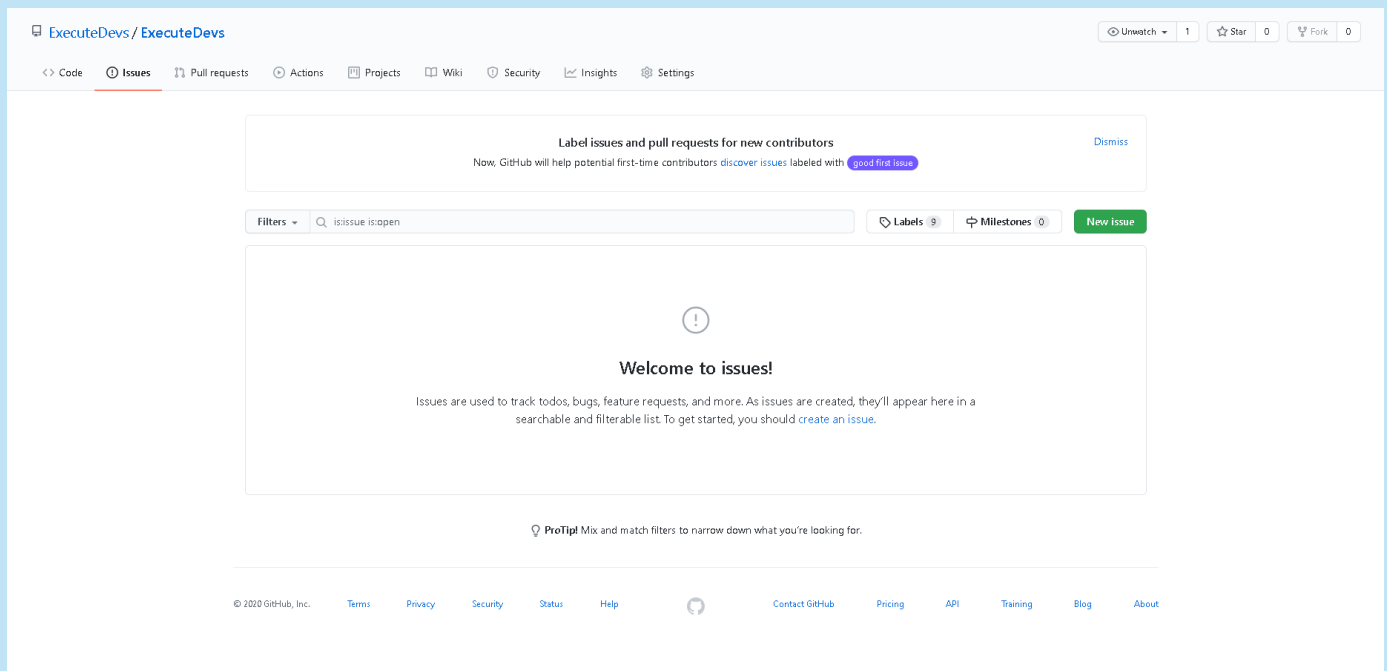 ExecuteDevs / ExecuteDevs
Unwatch 1 Star 0 Fork 0
Code Issues Pull requests Actions Projects Wiki Security Insights Settings
Label issues and pull requests for new contributors
Dismiss
Now, GitHub will help potential first-time contributors discover issues labeled with good first issue
Filters is:issue is:open Labels 9 Milestones 0 New issue
Welcome to issues!
Issues are used to track todos, bugs, feature requests, and more. As issues are created, they'll appear here in a
searchable and filterable list. To get started, you should create an issue.
ProTip! Mix and match filters to narrow down what you're looking for.
© 2020 GitHub, Inc. Terms Privacy Security Status Help Contact GitHub Pricing API Training Blog About